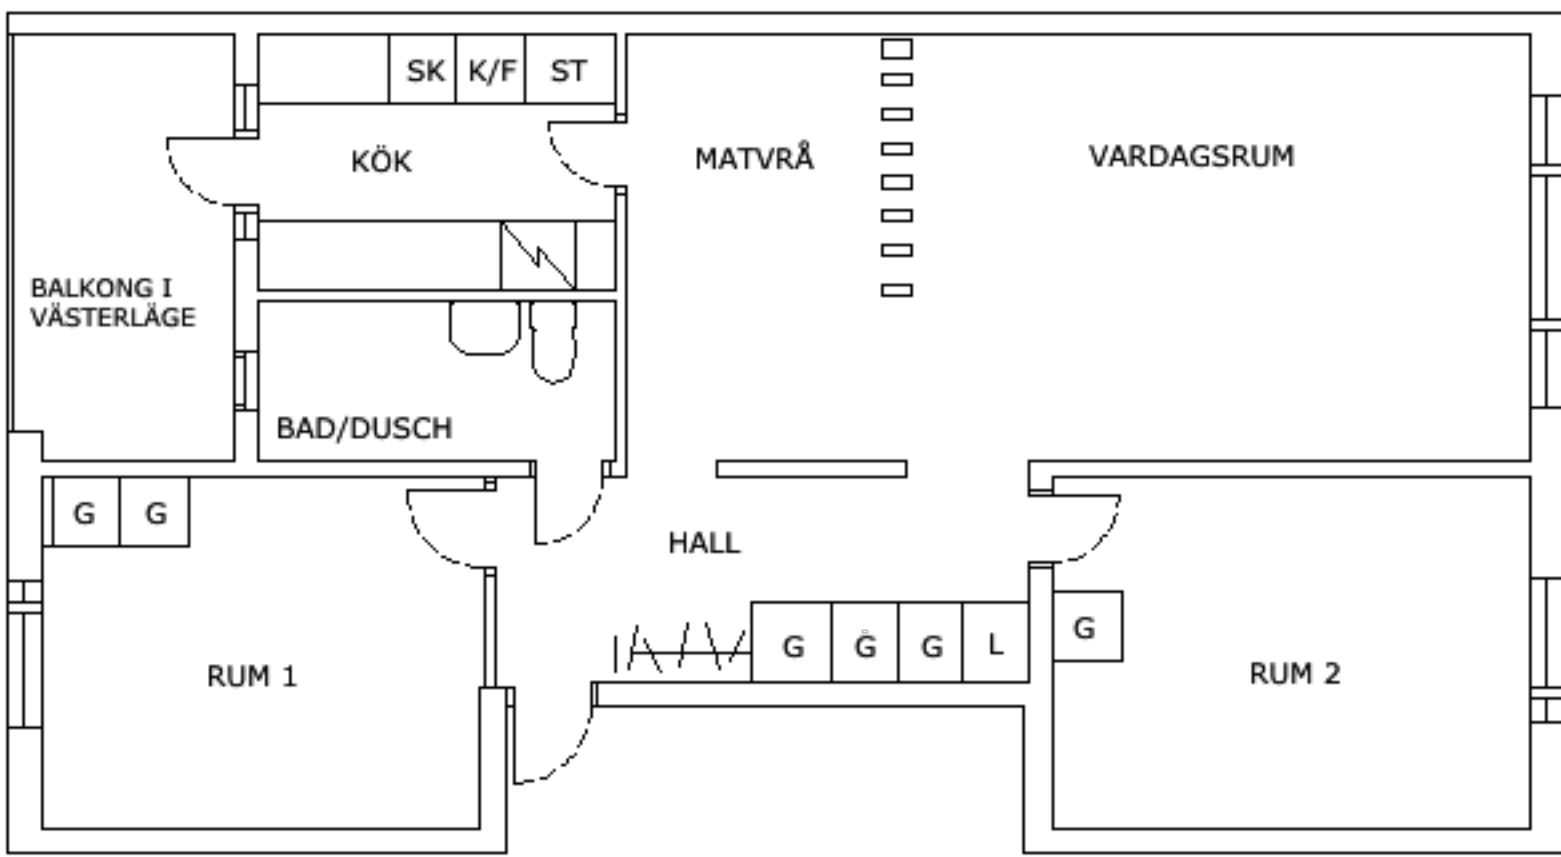 SK K/F ST
KÖK
MATVRÅ
VARDAGSRUM
BALKONG I
VÄSTERLÄGE
BAD/DUSCH
G G
HALL
G G G L
G
RUM 1
RUM 2